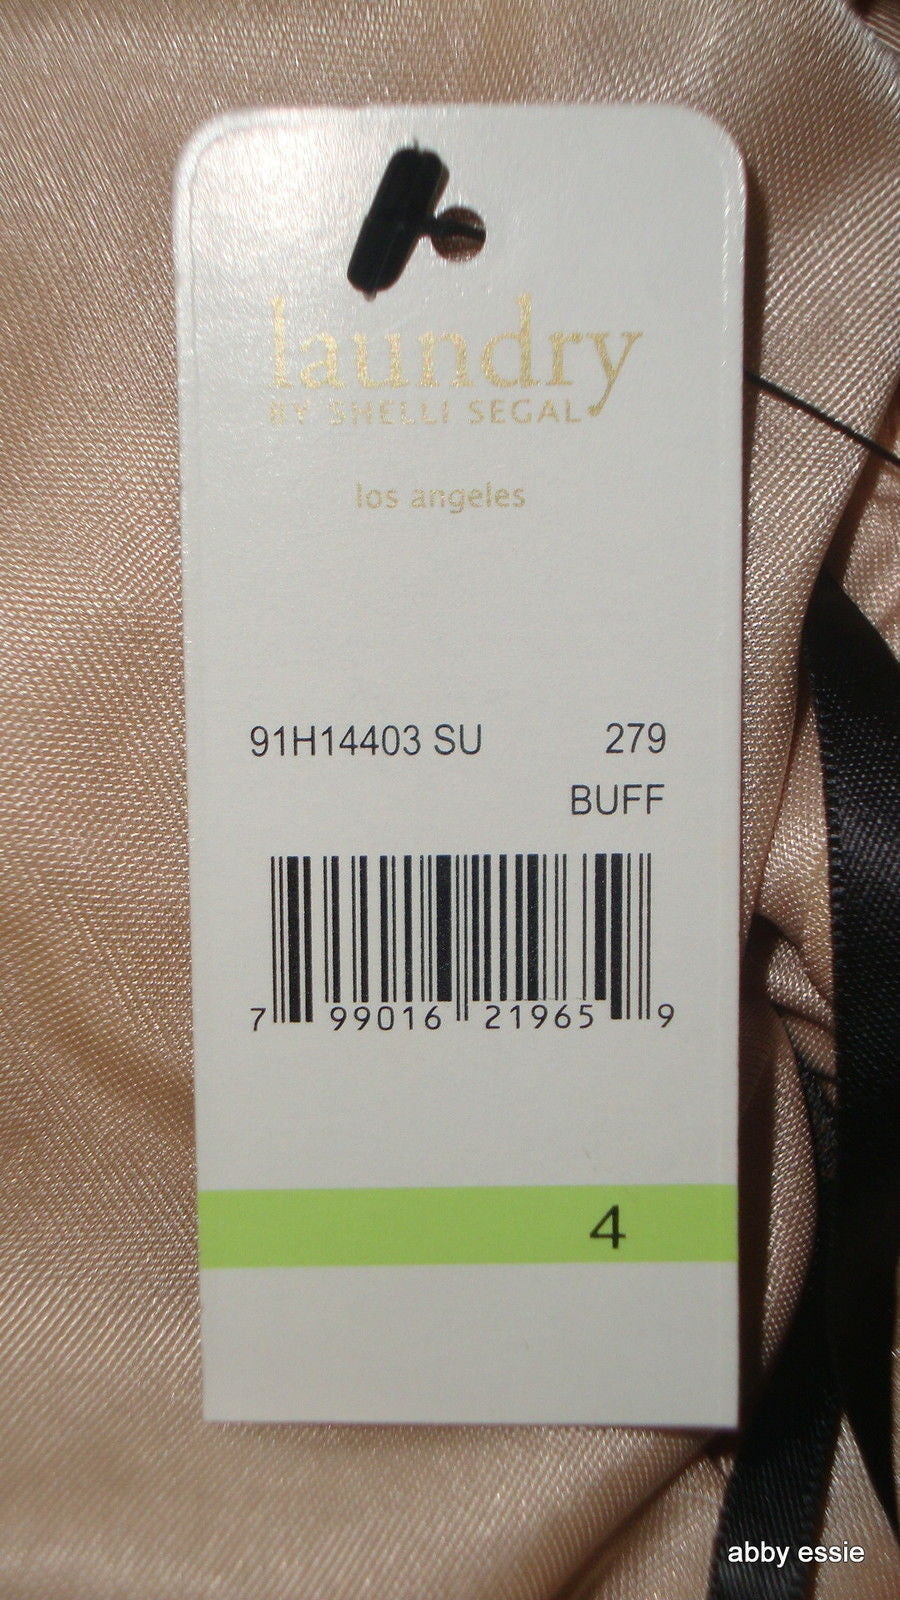 laundry
BY SHELLI SEGAL
los angeles
91H14403 SU 279
BUFF
7 99016 21965 9
4
abby essie